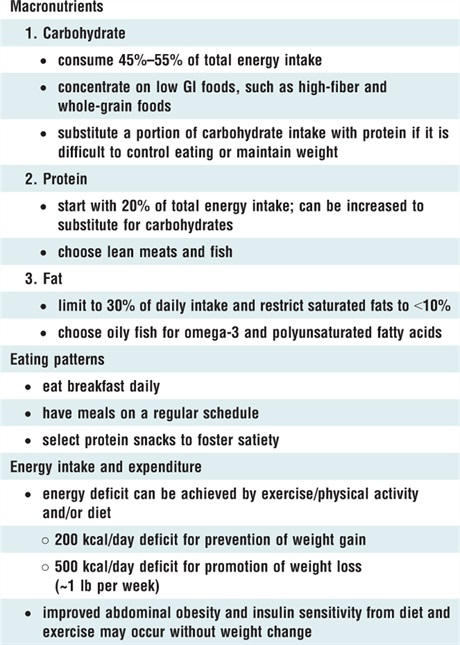 Macronutrients
1. Carbohydrate
• consume 45%–55% of total energy intake
• concentrate on low GI foods, such as high-fiber and
whole-grain foods
• substitute a portion of carbohydrate intake with protein if it is
difficult to control eating or maintain weight
2. Protein
• start with 20% of total energy intake; can be increased to
substitute for carbohydrates
• choose lean meats and fish
3. Fat
• limit to 30% of daily intake and restrict saturated fats to <10%
• choose oily fish for omega-3 and polyunsaturated fatty acids
Eating patterns
• eat breakfast daily
• have meals on a regular schedule
• select protein snacks to foster satiety
Energy intake and expenditure
• energy deficit can be achieved by exercise/physical activity
and/or diet
○ 200 kcal/day deficit for prevention of weight gain
○ 500 kcal/day deficit for promotion of weight loss
(~1 lb per week)
• improved abdominal obesity and insulin sensitivity from diet and
exercise may occur without weight change